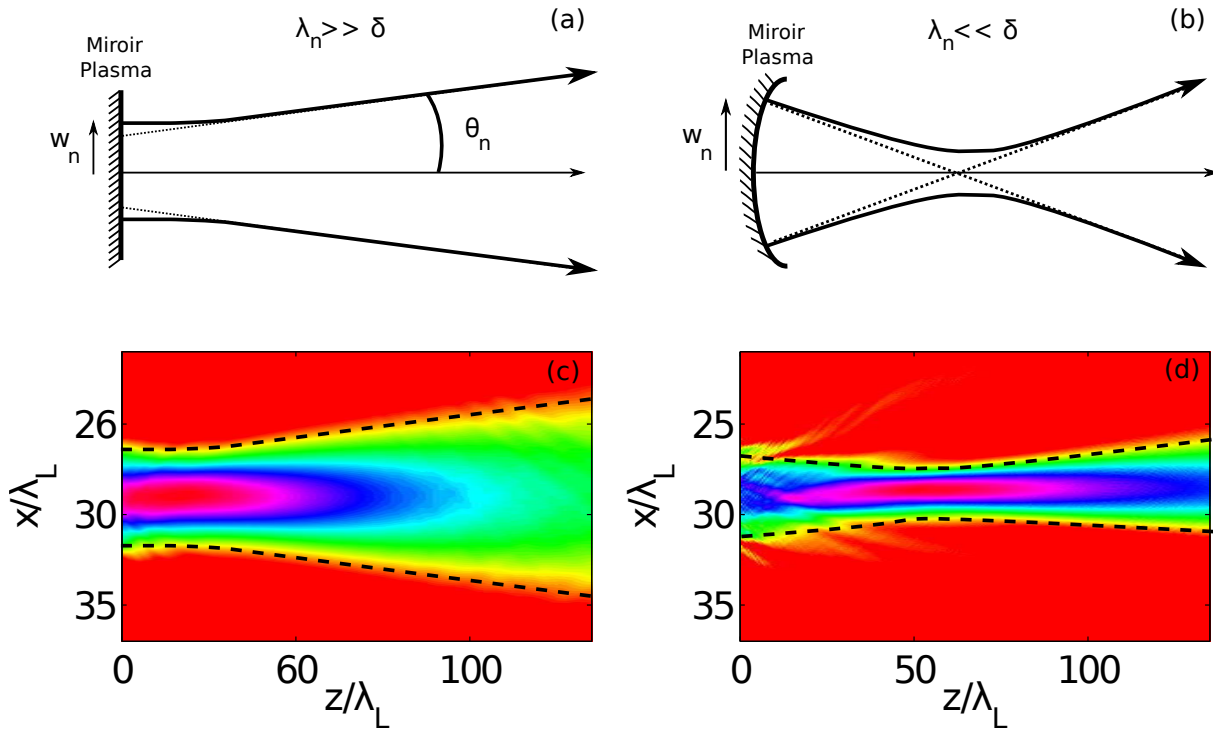 (a)
λn >> δ
Miroir
Plasma
wn
θn
(b)
λn << δ
Miroir
Plasma
wn
(c)
26
30
35
x/λL
0
60
100
z/λL
(d)
25
30
35
x/λL
0
50
100
z/λL